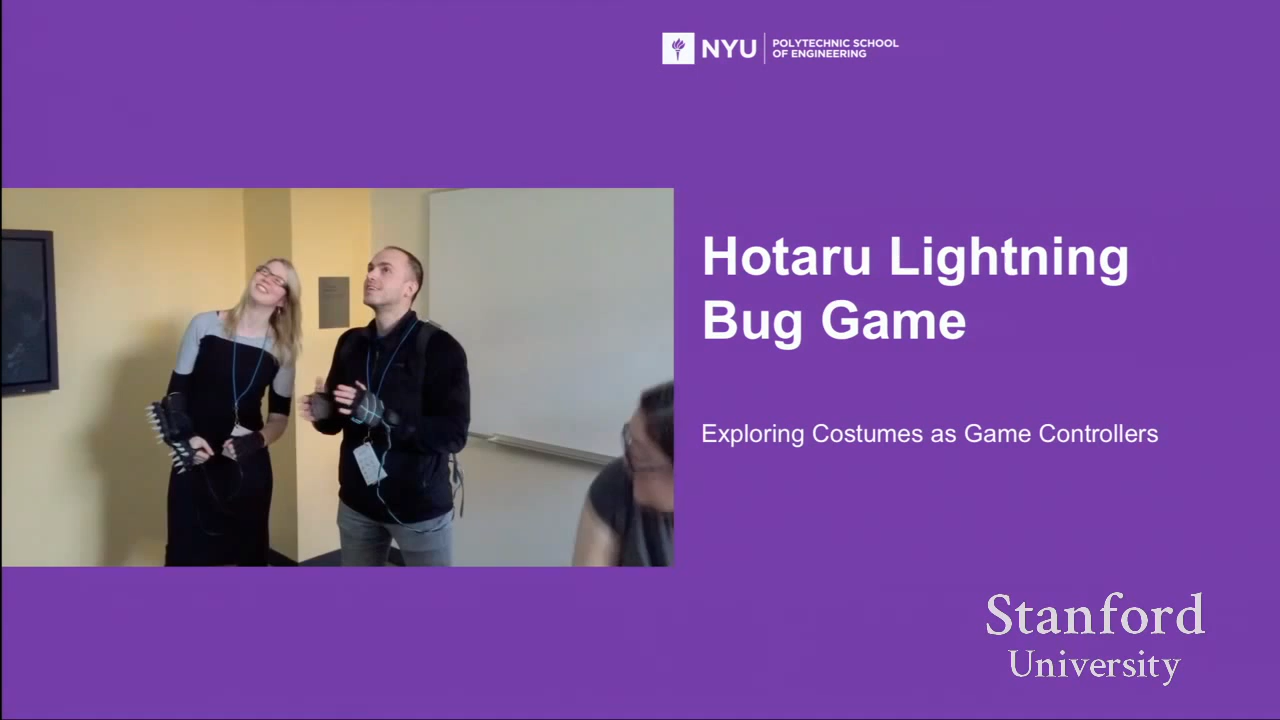 NYU
POLYTECHNIC SCHOOL
OF ENGINEERING
Hotaru Lightning
Bug Game
Exploring Costumes as Game Controllers
Stanford
University